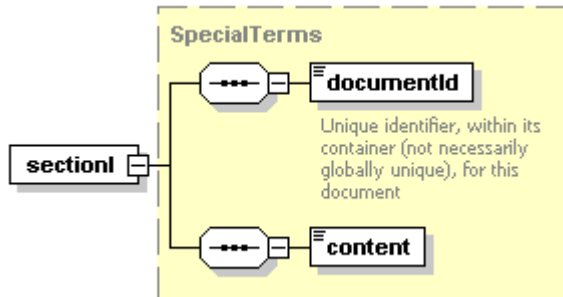 SpecialTerms
documentId
Unique identifier, within its
container (not necessarily
globally unique), for this
document
sectionI
content